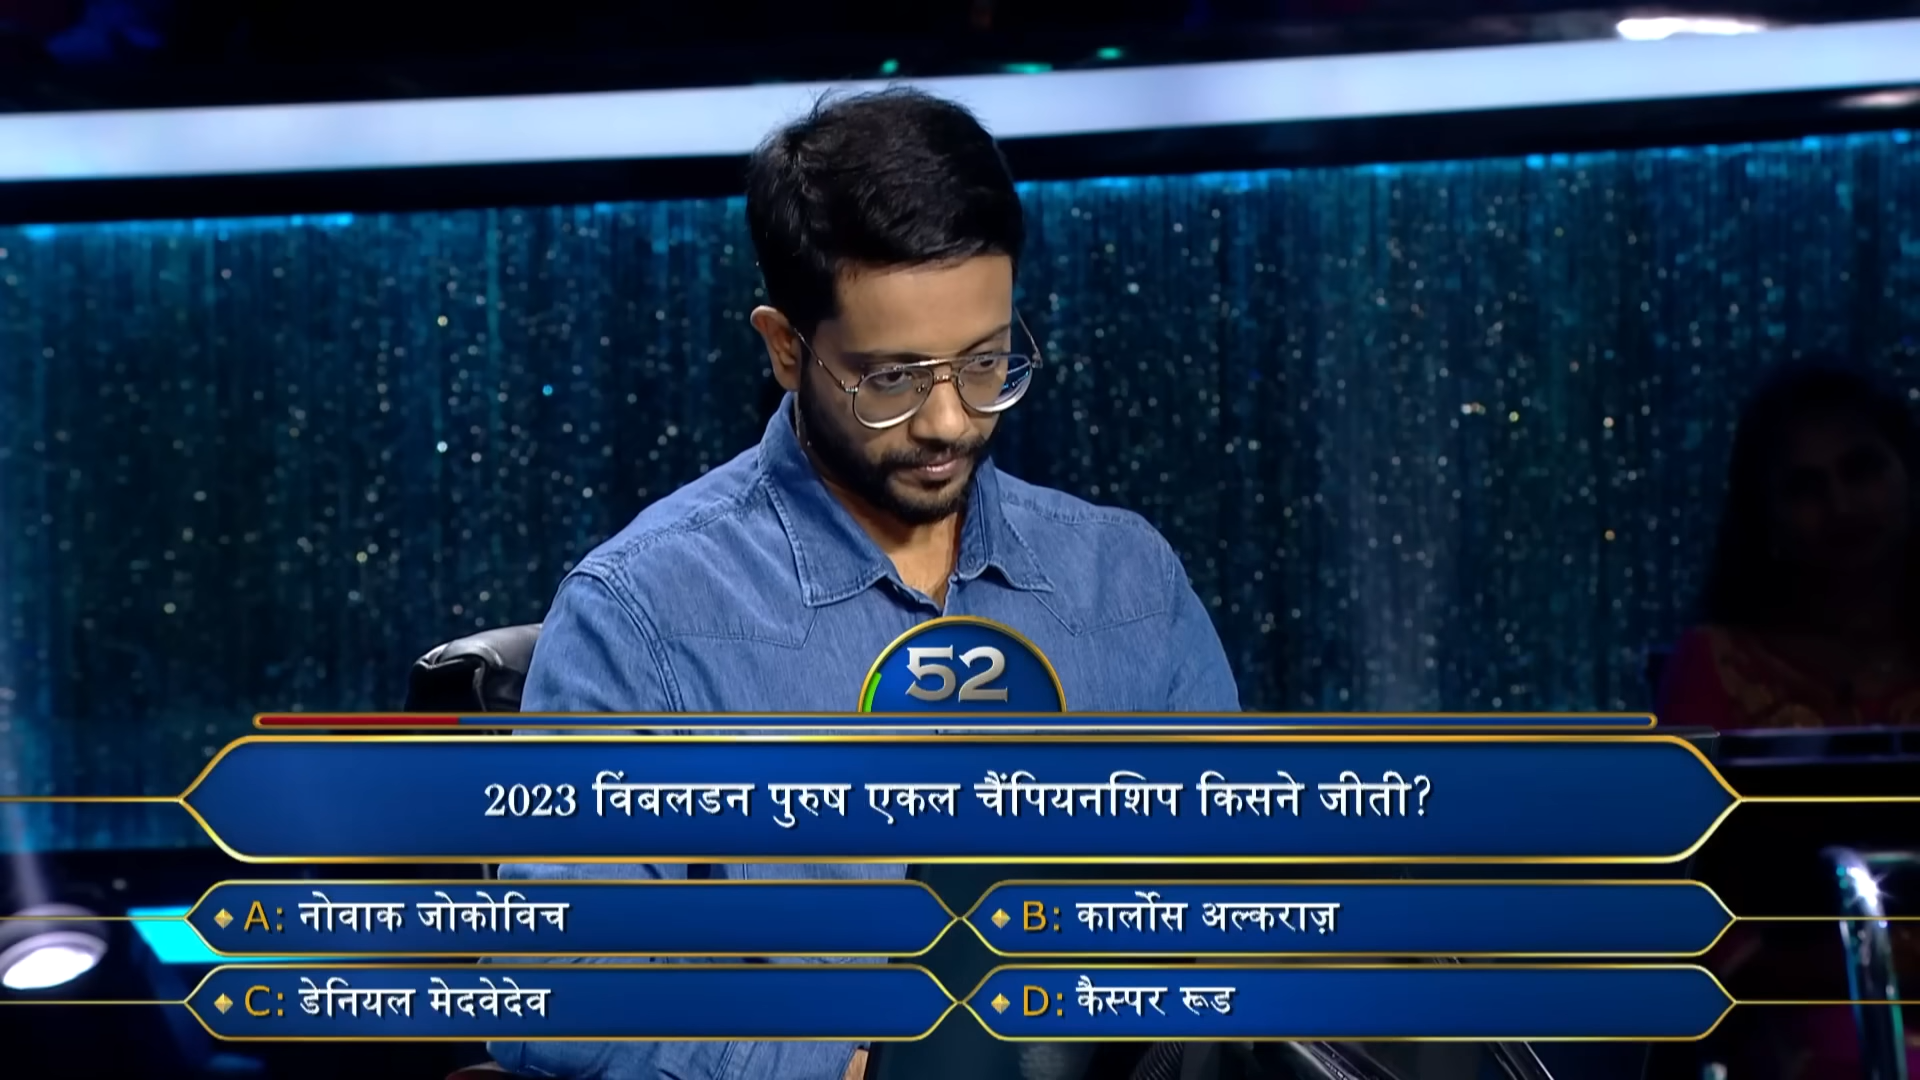 52
2023 विंबलडन पुरुष एकल चैंपियनशिप किसने जीती?
A: नोवाक जोकोविच
B: कार्लोस अल्कराज़
C: डेनियल मेदवेदेव
D: कैस्पर रूड